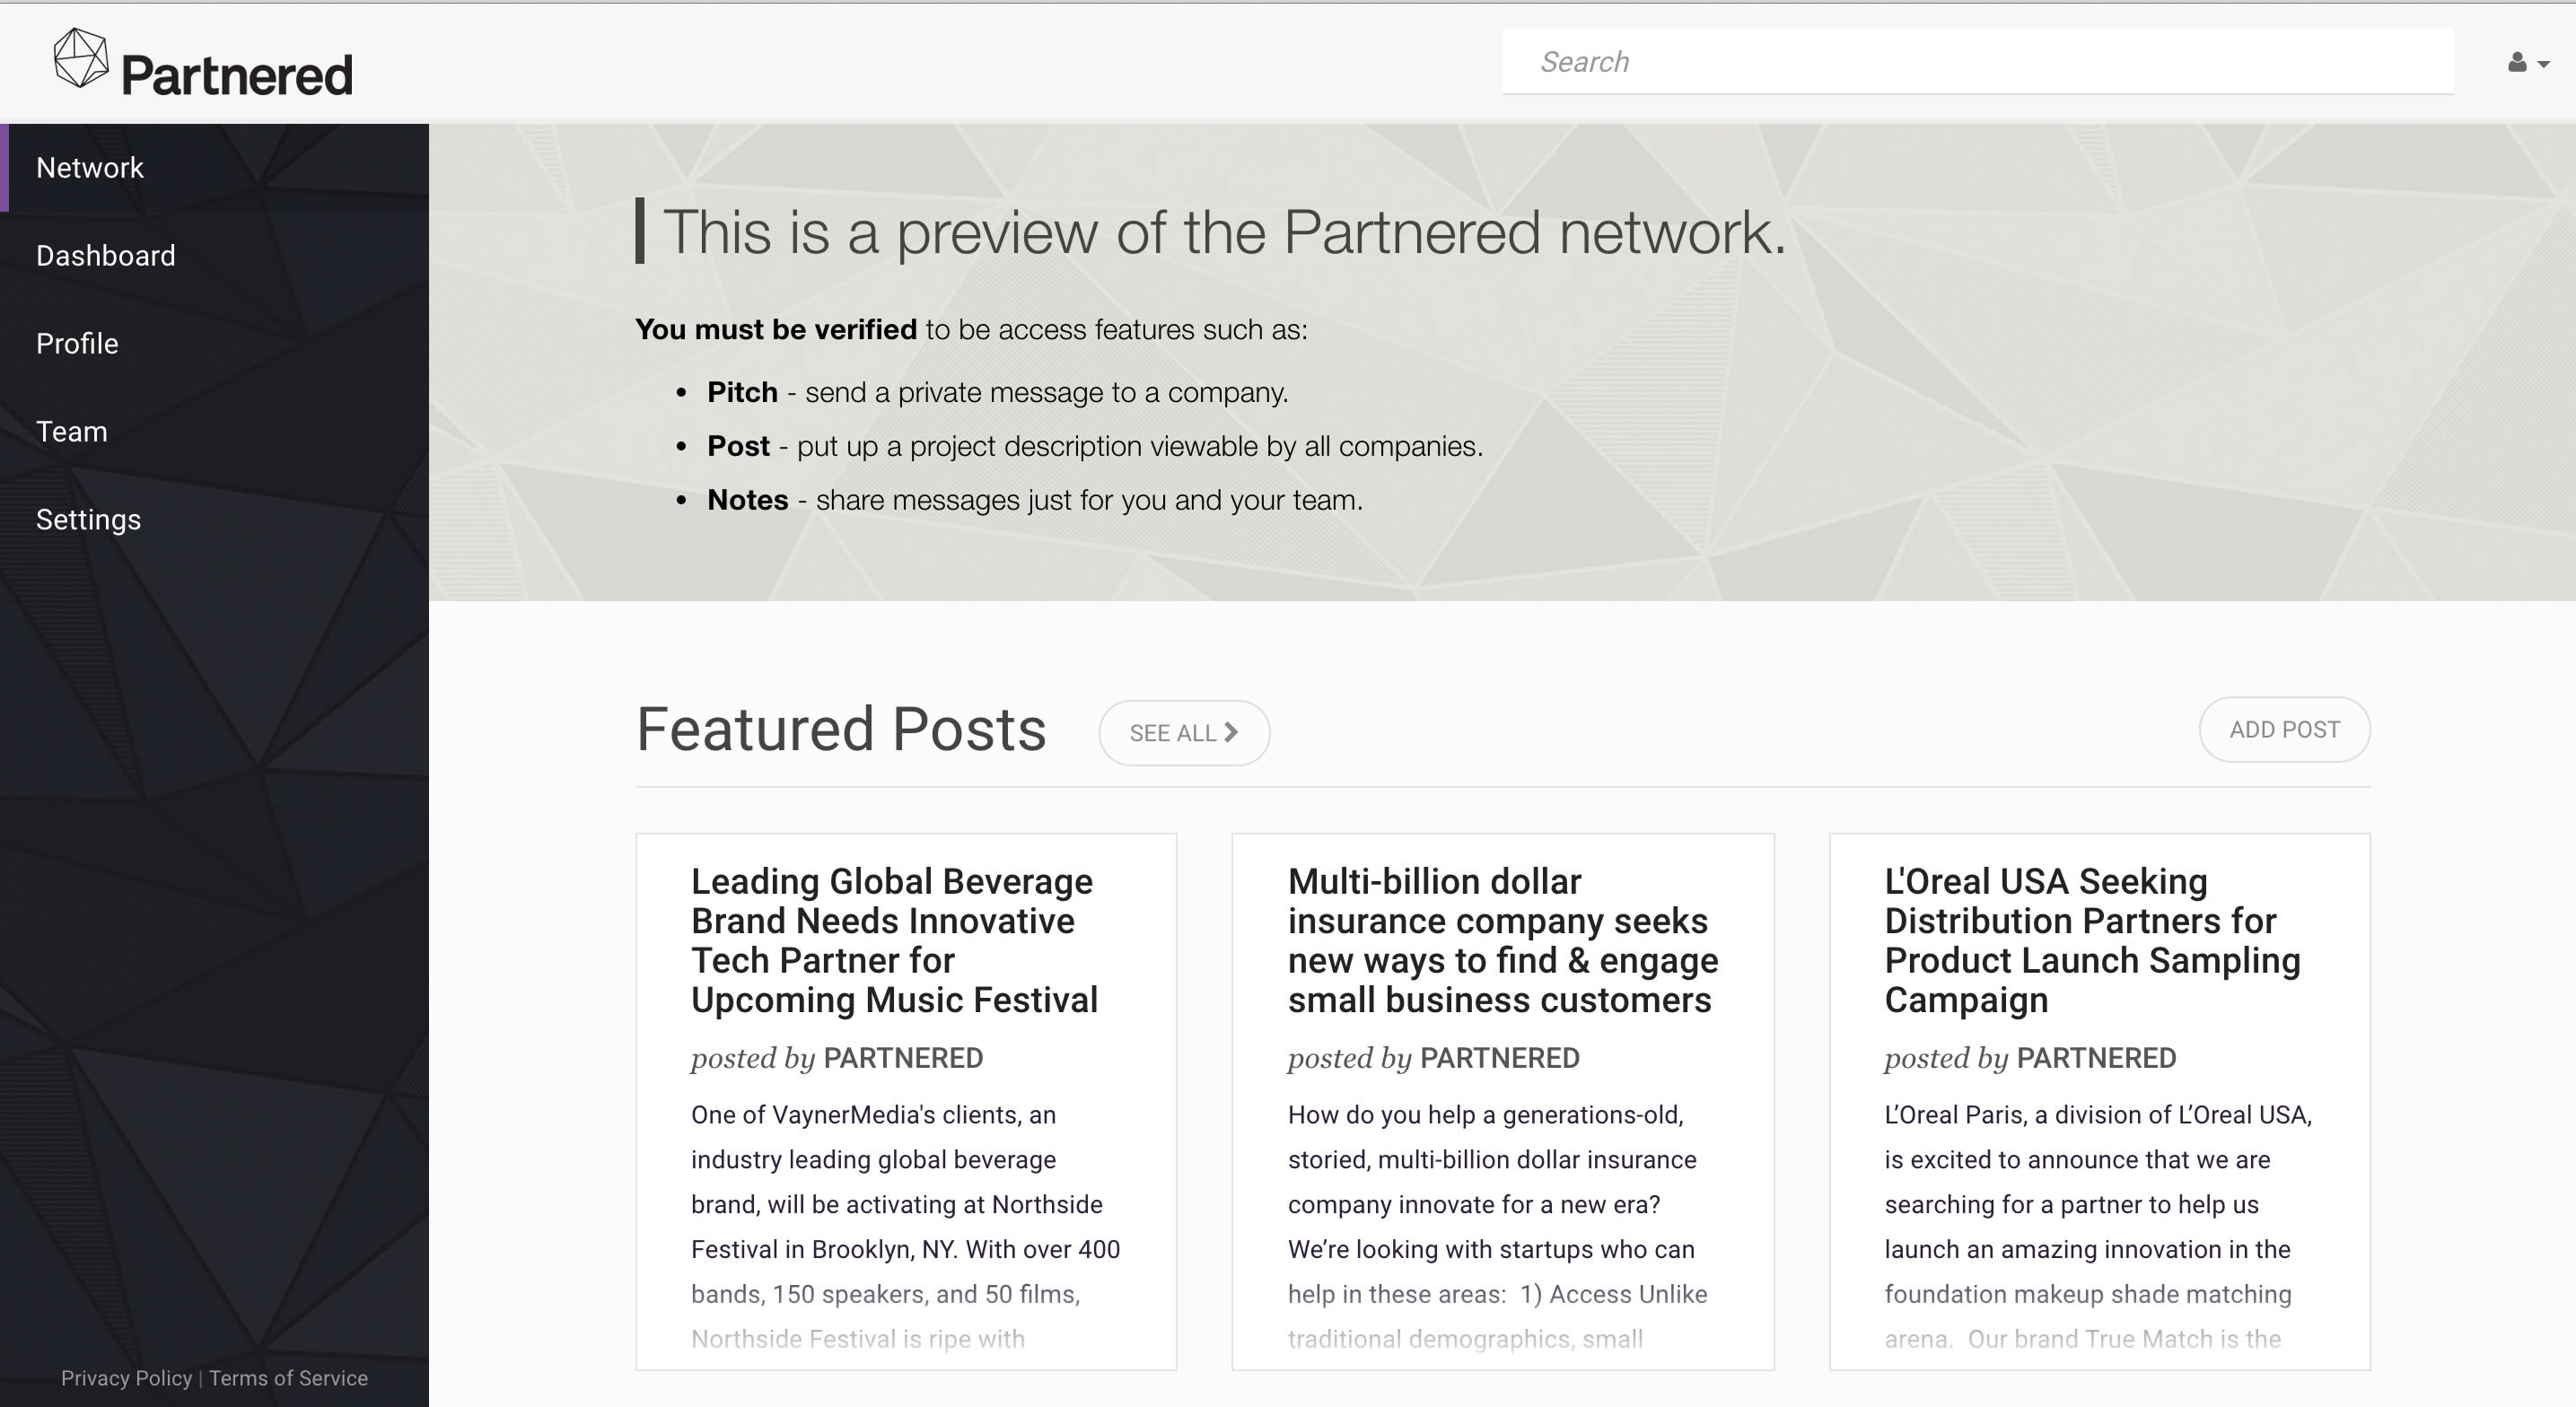 Partnered
Search
Network
Dashboard
Profile
Team
Settings
Privacy Policy | Terms of Service
This is a preview of the Partnered network.
You must be verified to be access features such as:
• Pitch - send a private message to a company.
• Post - put up a project description viewable by all companies.
• Notes - share messages just for you and your team.
Featured Posts
SEE ALL
ADD POST
Leading Global Beverage
Brand Needs Innovative
Tech Partner for
Upcoming Music Festival
posted by PARTNERED
One of VaynerMedia's clients, an
industry leading global beverage
brand, will be activating at Northside
Festival in Brooklyn, NY. With over 400
bands, 150 speakers, and 50 films,
Northside Festival is ripe with
Multi-billion dollar
insurance company seeks
new ways to find & engage
small business customers
posted by PARTNERED
How do you help a generations-old,
storied, multi-billion dollar insurance
company innovate for a new era?
We’re looking with startups who can
help in these areas:  1) Access Unlike
traditional demographics, small
L'Oreal USA Seeking
Distribution Partners for
Product Launch Sampling
Campaign
posted by PARTNERED
L’Oreal Paris, a division of L’Oreal USA,
is excited to announce that we are
searching for a partner to help us
launch an amazing innovation in the
foundation makeup shade matching
arena.  Our brand True Match is the